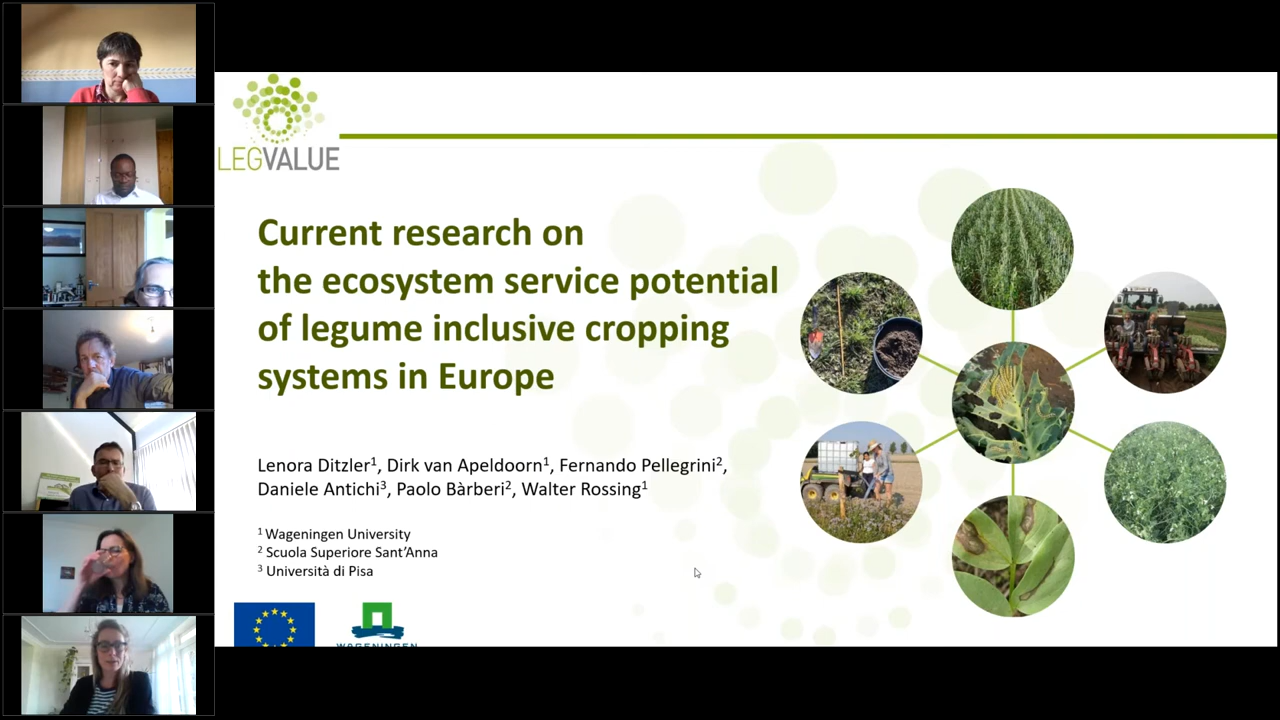 LEGVALUE
Current research on
the ecosystem service potential
of legume inclusive cropping
systems in Europe
Lenora Ditzler¹, Dirk van Apeldoorn¹, Fernando Pellegrini²,
Daniele Antichi³, Paolo Bàrberi², Walter Rossing¹
¹ Wageningen University
² Scuola Superiore Sant’Anna
³ Università di Pisa
WAGENINGEN